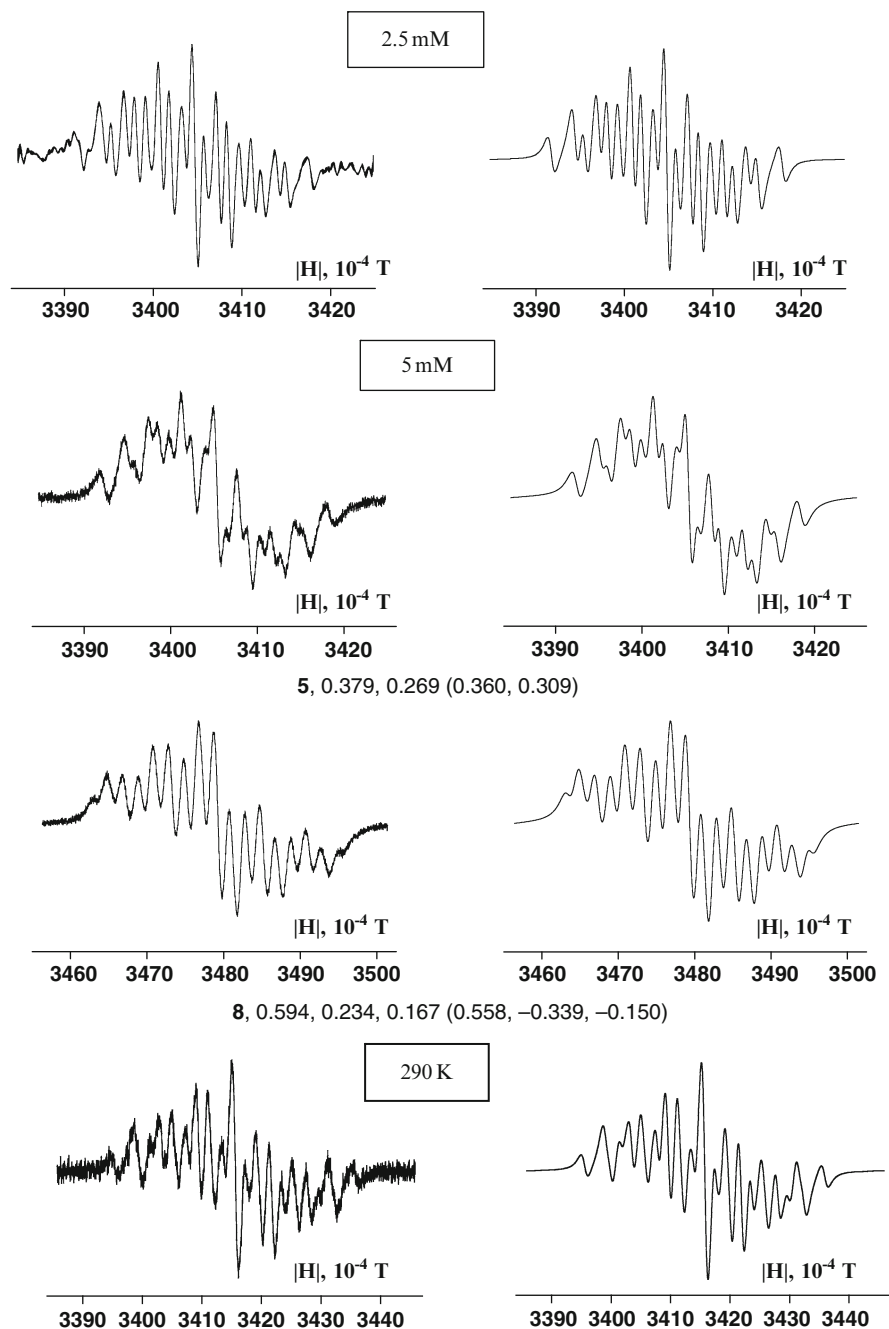 2.5 mM
|H|, 10⁻⁴ T |H|, 10⁻⁴ T
3390 3400 3410 3420 3390 3400 3410 3420
5 mM
|H|, 10⁻⁴ T |H|, 10⁻⁴ T
3390 3400 3410 3420 3390 3400 3410 3420
5, 0.379, 0.269 (0.360, 0.309)
|H|, 10⁻⁴ T |H|, 10⁻⁴ T
3460 3470 3480 3490 3500 3460 3470 3480 3490 3500
8, 0.594, 0.234, 0.167 (0.558, –0.339, –0.150)
290 K
|H|, 10⁻⁴ T |H|, 10⁻⁴ T
3390 3400 3410 3420 3430 3440 3390 3400 3410 3420 3430 3440